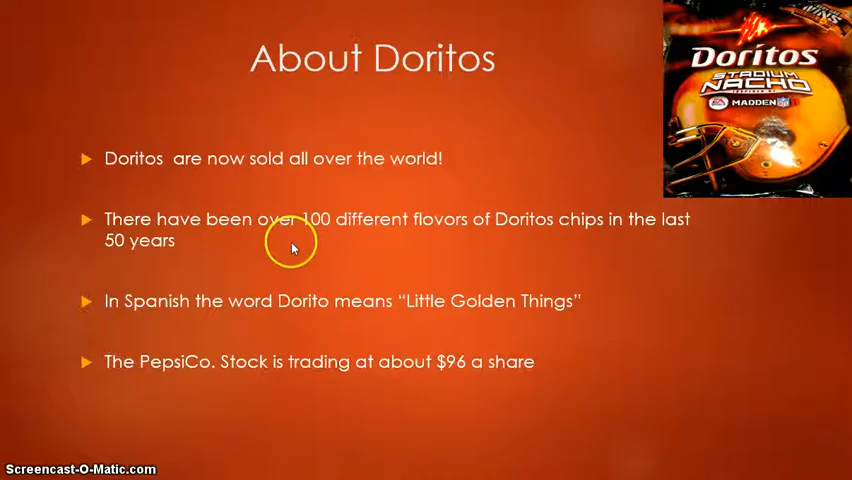 About Doritos
Doritos
STADIUM
NACHO
MADDEN
Doritos are now sold all over the world!
There have been over 100 different flovors of Doritos chips in the last
50 years
In Spanish the word Dorito means “Little Golden Things”
The PepsiCo. Stock is trading at about $96 a share
Screencast-O-Matic.com